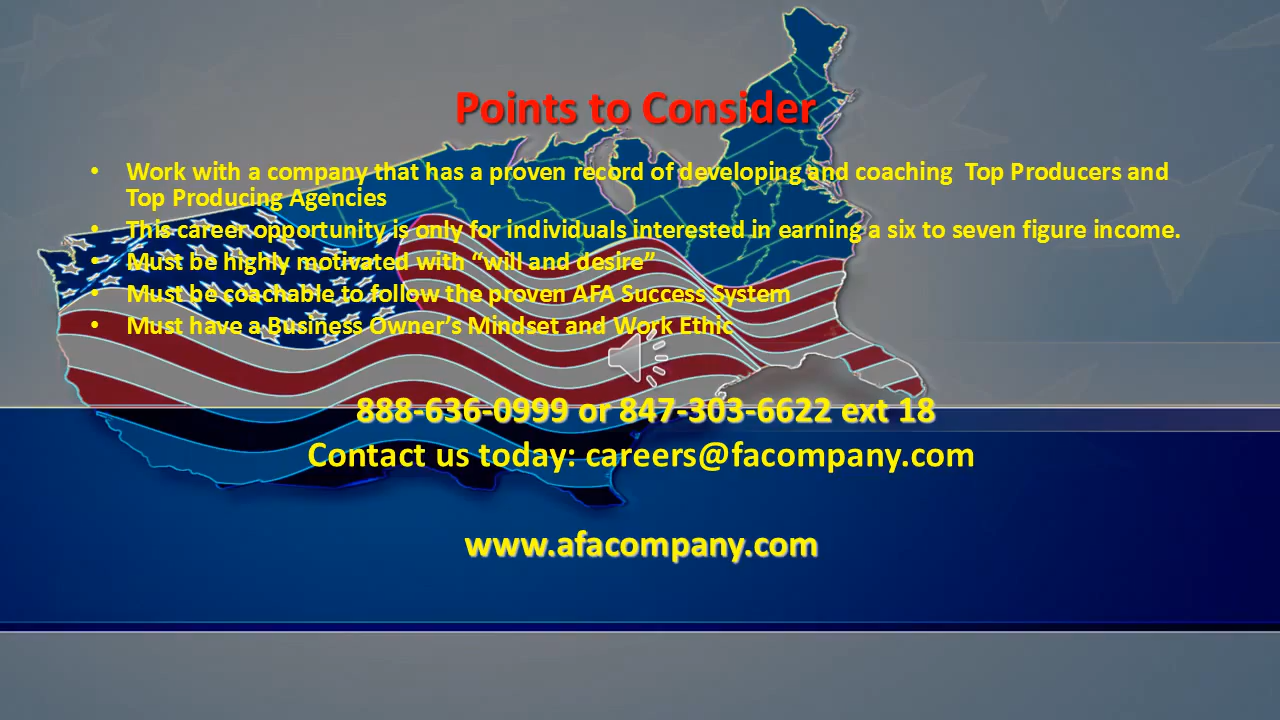 Points to Consider
• Work with a company that has a proven record of developing and coaching  Top Producers and
Top Producing Agencies
• This career opportunity is only for individuals interested in earning a six to seven figure income.
• Must be highly motivated with “will and desire”
• Must be coachable to follow the proven AFA Success System
• Must have a Business Owner’s Mindset and Work Ethic
888-636-0999 or 847-303-6622 ext 18
Contact us today: careers@facompany.com
www.afacompany.com